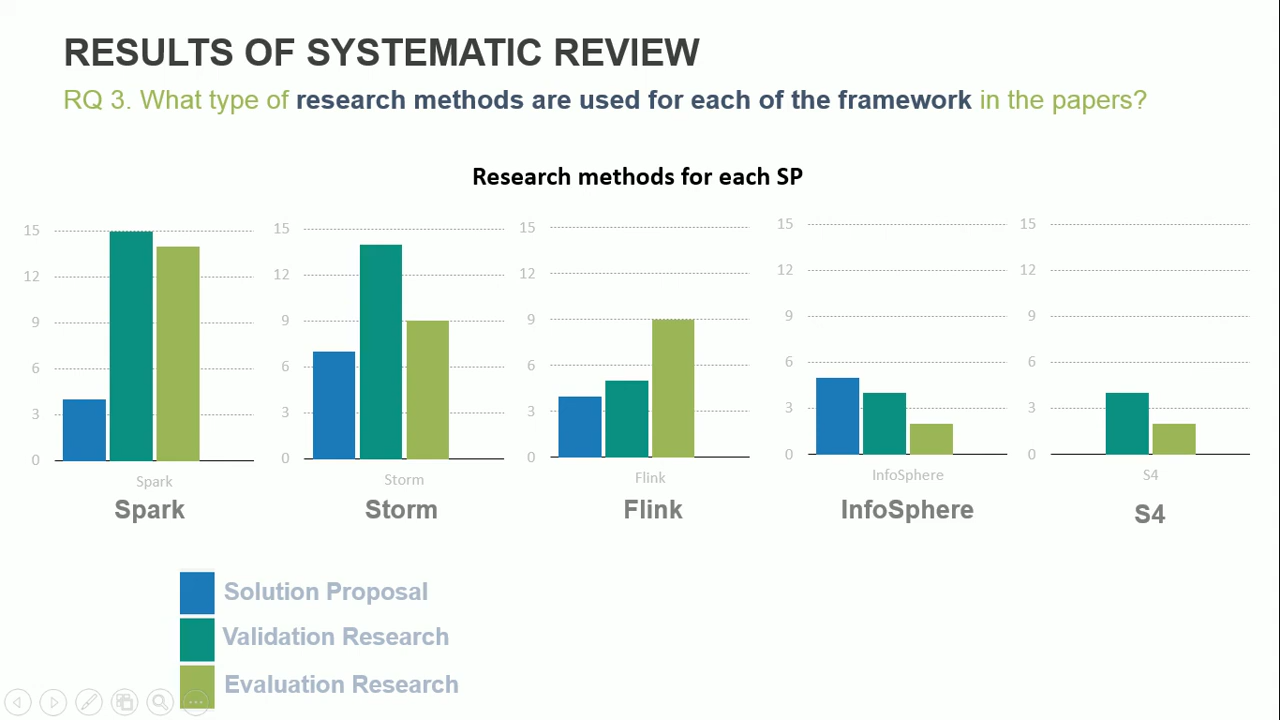 RESULTS OF SYSTEMATIC REVIEW
RQ 3. What type of research methods are used for each of the framework in the papers?
Research methods for each SP
15
12
9
6
3
0
Spark
Spark
15
12
9
6
3
0
Storm
Storm
15
12
9
6
3
0
Flink
Flink
15
12
9
6
3
0
InfoSphere
InfoSphere
15
12
9
6
3
0
S4
S4
Solution Proposal
Validation Research
Evaluation Research